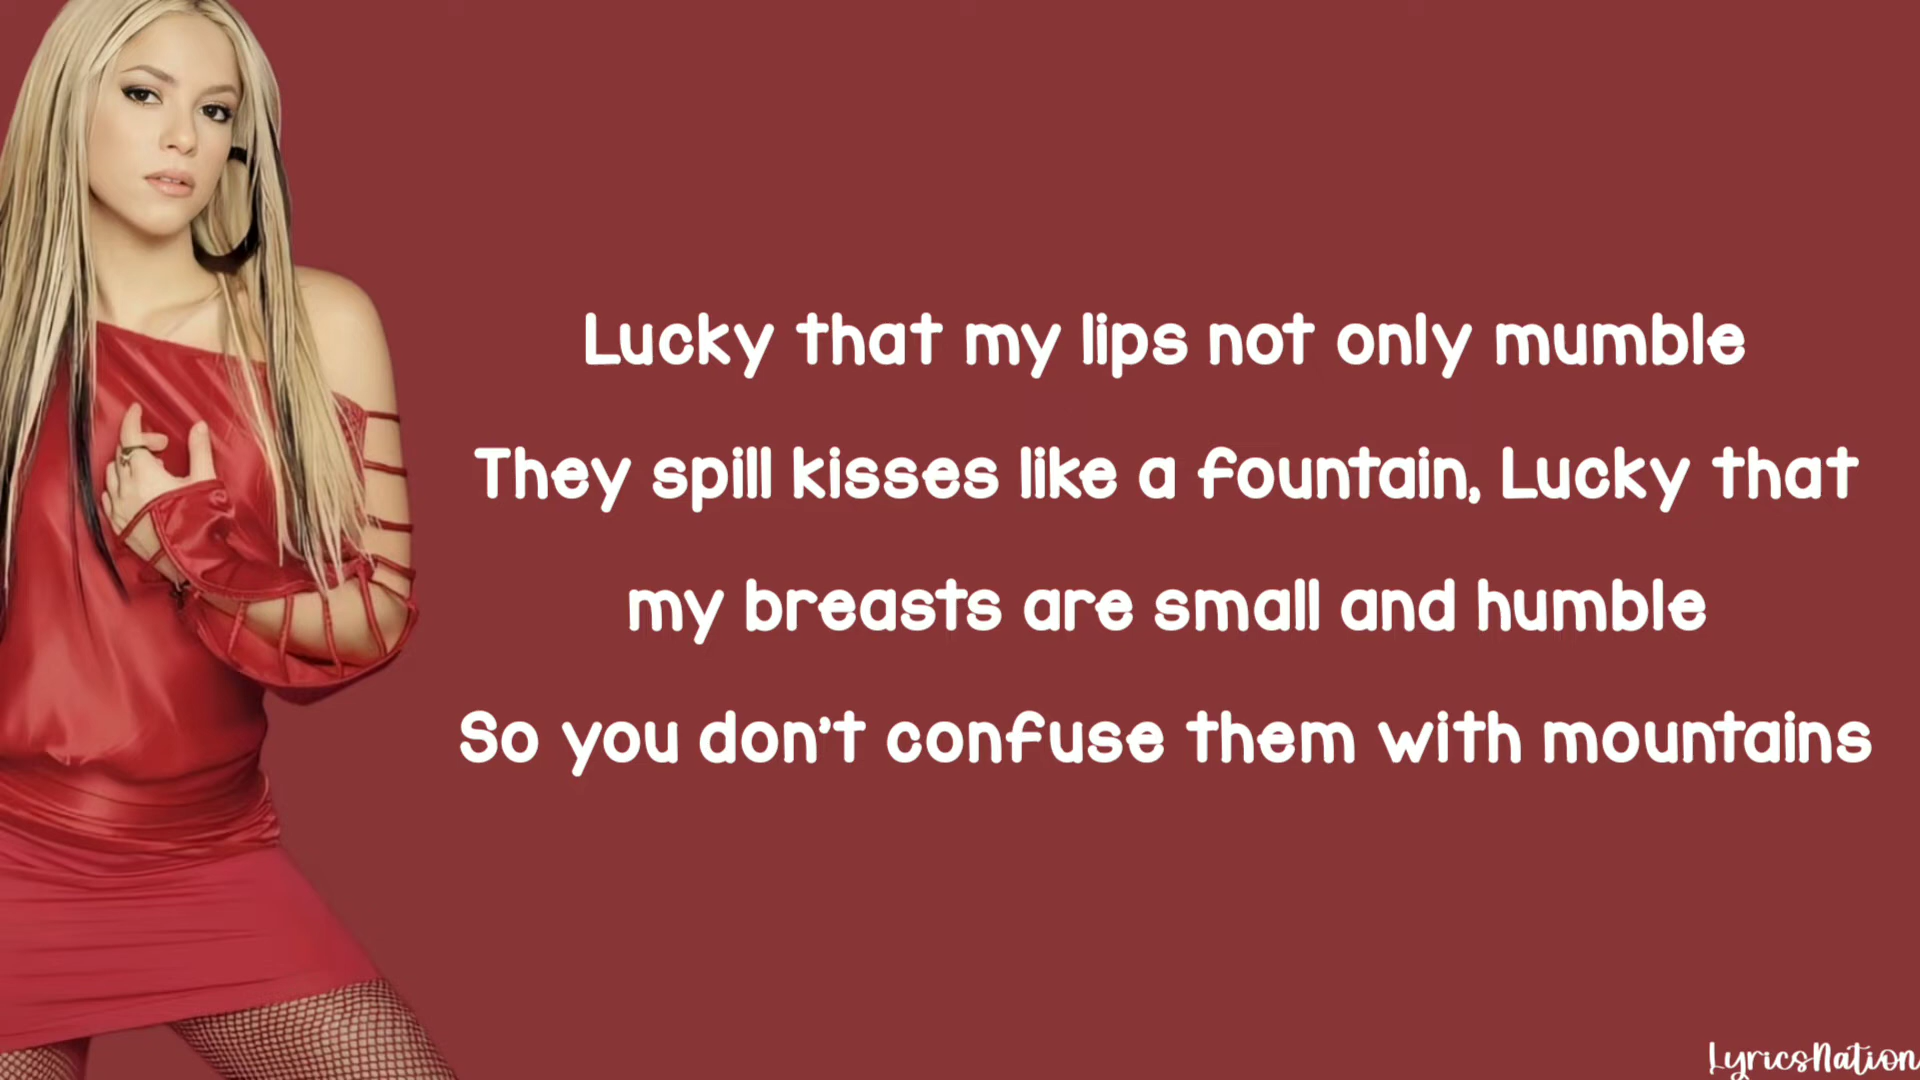 Lucky that my lips not only mumble
They spill kisses like a fountain, Lucky that
my breasts are small and humble
So you don't confuse them with mountains
LyricsNation